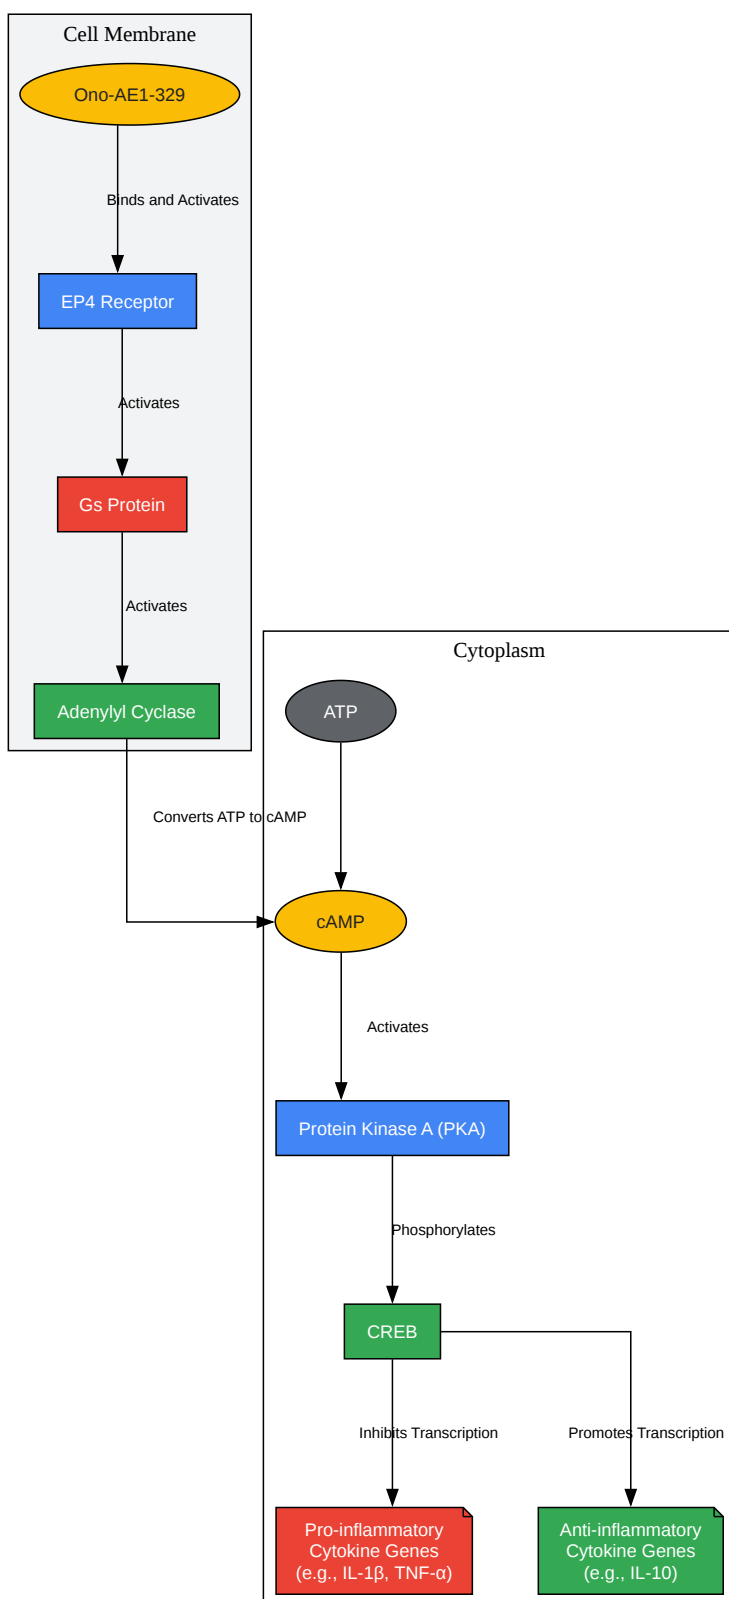 Cell Membrane
Ono-AE1-329
Binds and Activates
EP4 Receptor
Activates
Gs Protein
Activates
Adenylyl Cyclase
Converts ATP to cAMP
Cytoplasm
ATP
cAMP
Activates
Protein Kinase A (PKA)
Phosphorylates
CREB
Inhibits Transcription
Promotes Transcription
Pro-inflammatory
Cytokine Genes
(e.g., IL-1β, TNF-α)
Anti-inflammatory
Cytokine Genes
(e.g., IL-10)